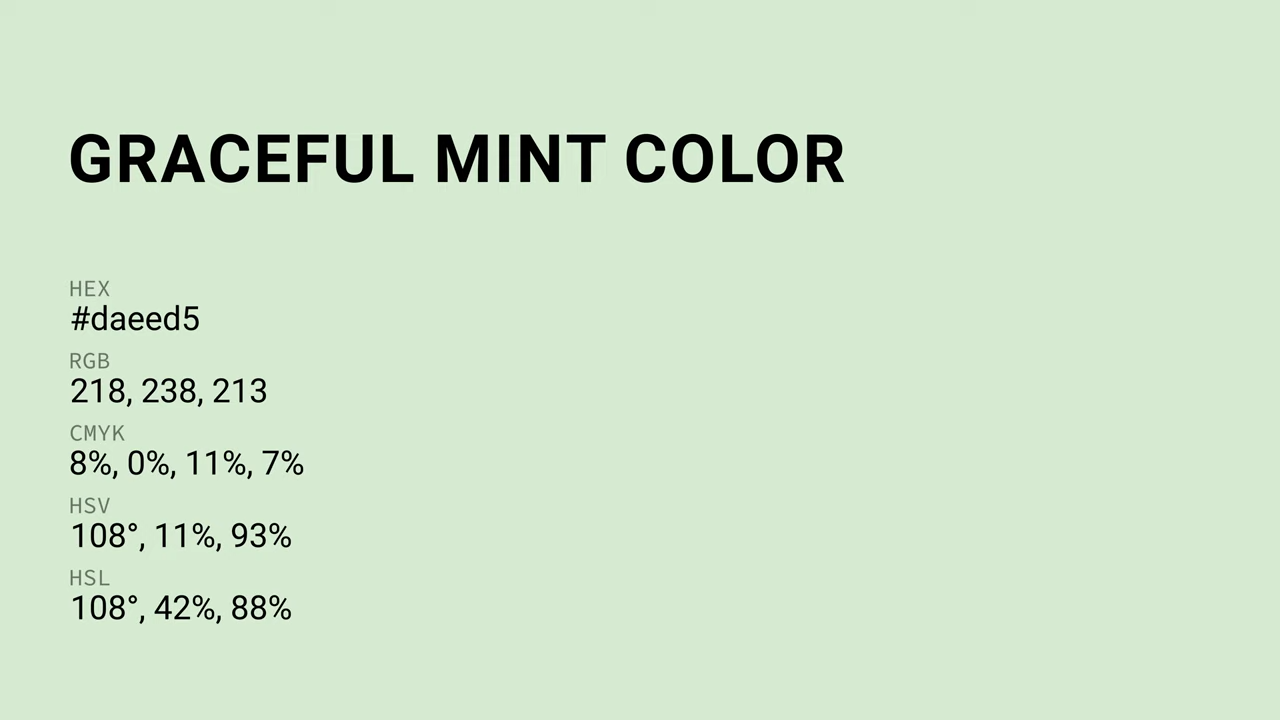 GRACEFUL MINT COLOR
HEX
#daeed5
RGB
218, 238, 213
CMYK
8%, 0%, 11%, 7%
HSV
108°, 11%, 93%
HSL
108°, 42%, 88%